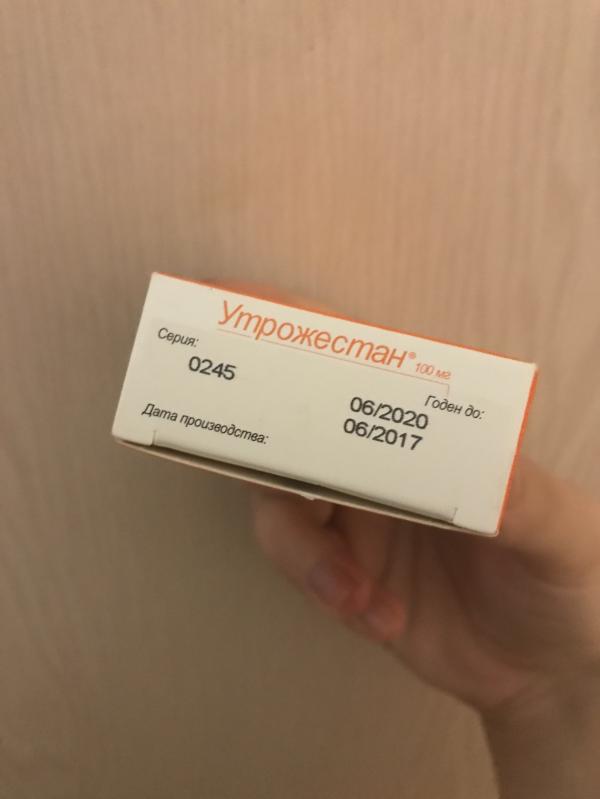 Утрожестан® 100 мг
Серия:
0245
Годен до:
06/2020
Дата производства:
06/2017